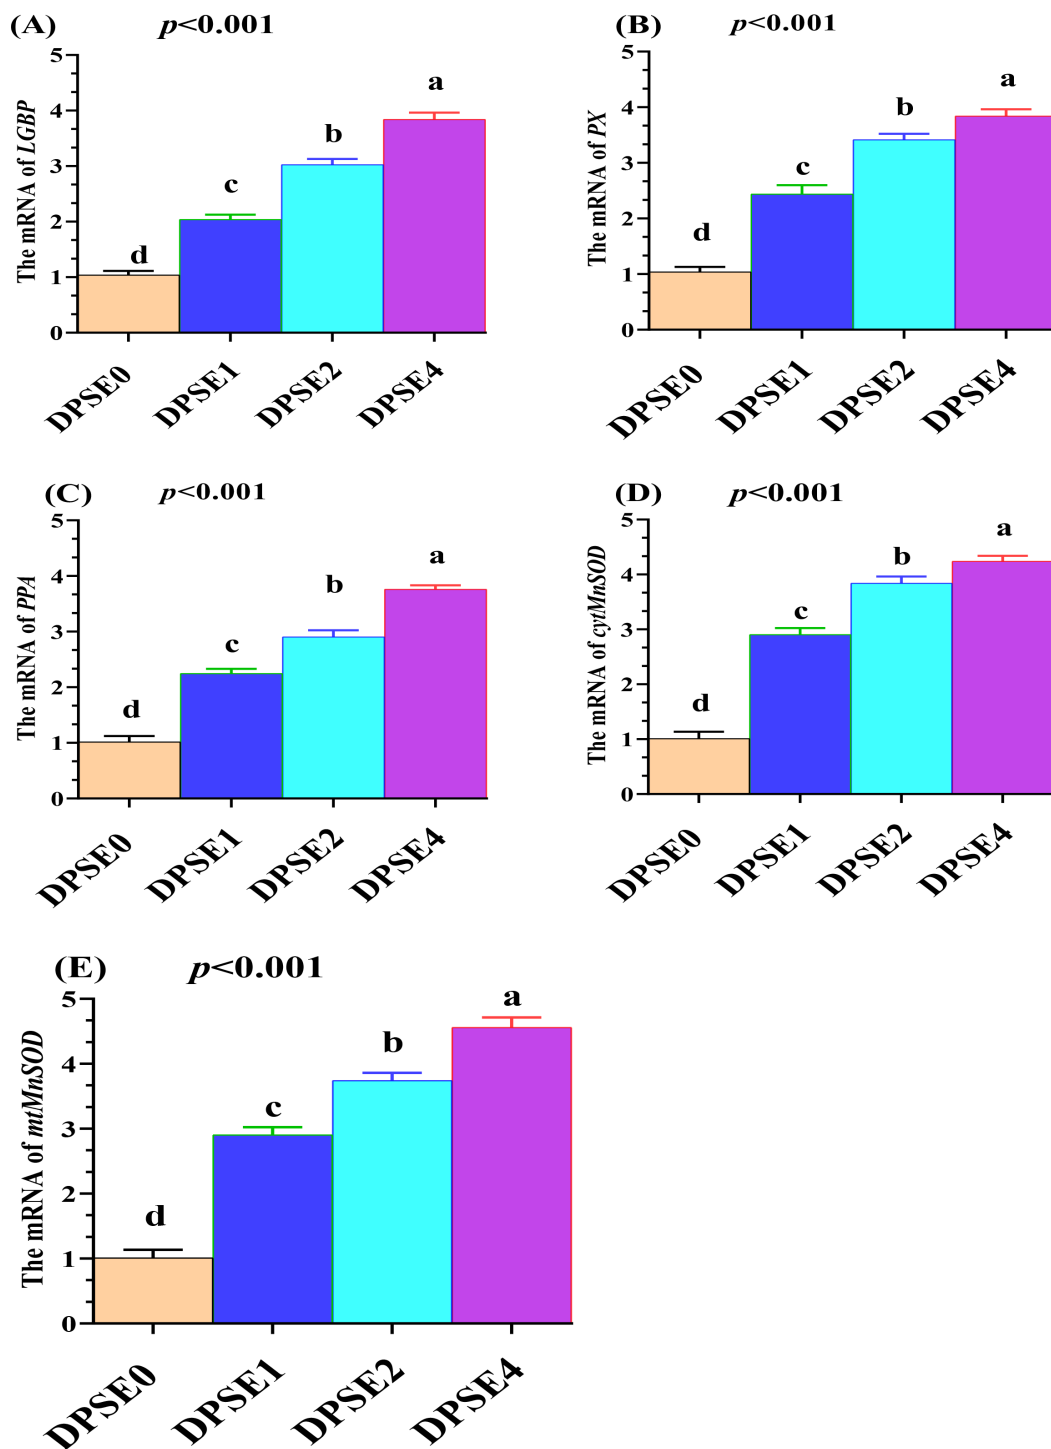 (A) p<0.001
The mRNA of LGBP
5
4
3
2
1
0
a
b
c
d
DPSE0 DPSE1 DPSE2 DPSE4
(B) p<0.001
The mRNA of PX
5
4
3
2
1
0
a
b
c
d
DPSE0 DPSE1 DPSE2 DPSE4
(C) p<0.001
The mRNA of PPA
5
4
3
2
1
0
a
b
c
d
DPSE0 DPSE1 DPSE2 DPSE4
(D) p<0.001
The mRNA of cytMnSOD
5
4
3
2
1
0
a
b
c
d
DPSE0 DPSE1 DPSE2 DPSE4
(E) p<0.001
The mRNA of mtMnSOD
5
4
3
2
1
0
a
b
c
d
DPSE0 DPSE1 DPSE2 DPSE4